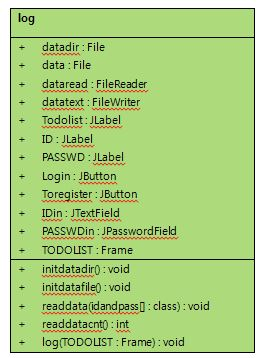 log
+ datadir : File
+ data : File
+ dataread : FileReader
+ datatext : FileWriter
+ Todolist : JLabel
+ ID : JLabel
+ PASSWD : JLabel
+ Login : JButton
+ Toregister : JButton
+ IDin : JTextField
+ PASSWDin : JPasswordField
+ TODOLIST : Frame
+ initdatadir() : void
+ initdatafile() : void
+ readdata(idandpass[] : class) : void
+ readdatacnt() : int
+ log(TODOLIST : Frame) : void